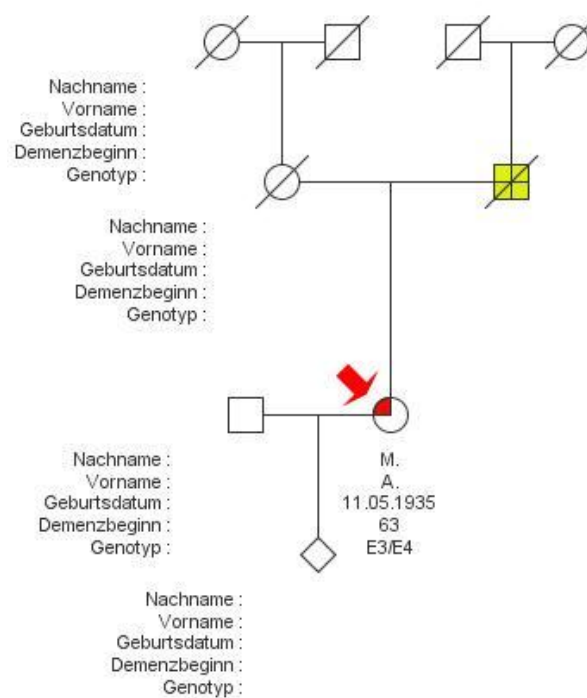 Nachname :
Vorname :
Geburtsdatum :
Demenzbeginn :
Genotyp :
Nachname :
Vorname :
Geburtsdatum :
Demenzbeginn :
Genotyp :
Nachname : M.
Vorname : A.
Geburtsdatum : 11.05.1935
Demenzbeginn : 63
Genotyp : E3/E4
Nachname :
Vorname :
Geburtsdatum :
Demenzbeginn :
Genotyp :